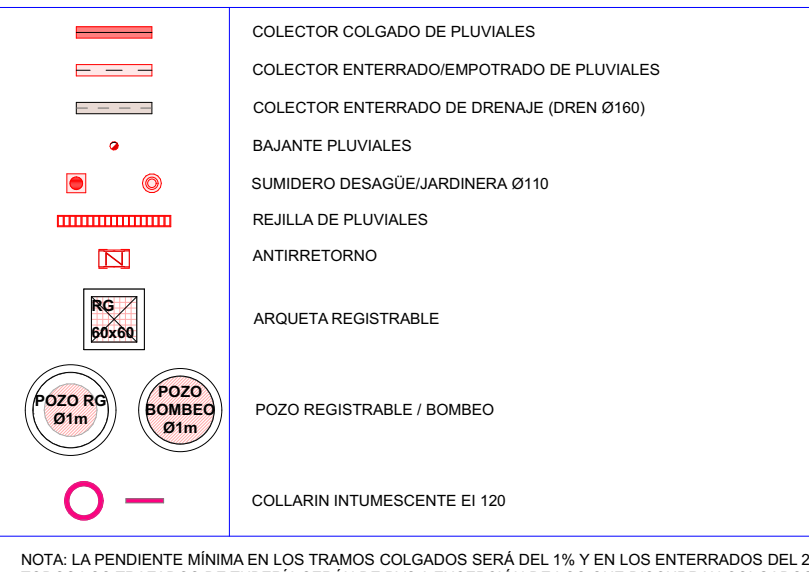 COLECTOR COLGADO DE PLUVIALES
COLECTOR ENTERRADO/EMPOTRADO DE PLUVIALES
COLECTOR ENTERRADO DE DRENAJE (DREN Ø160)
BAJANTE PLUVIALES
SUMIDERO DESAGÜE/JARDINERA Ø110
REJILLA DE PLUVIALES
ANTIRRETORNO
RG
60x60
ARQUETA REGISTRABLE
POZO RG
Ø1m
POZO
BOMBEO
Ø1m
POZO REGISTRABLE / BOMBEO
COLLARIN INTUMESCENTE EI 120
NOTA: LA PENDIENTE MÍNIMA EN LOS TRAMOS COLGADOS SERÁ DEL 1% Y EN LOS ENTERRADOS DEL 2